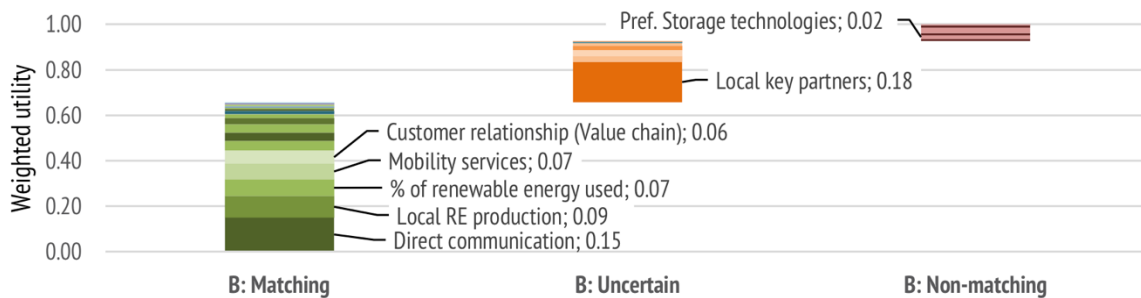 1.00
Pref. Storage technologies; 0.02
0.80
Local key partners; 0.18
0.60
Customer relationship (Value chain); 0.06
0.40
Mobility services; 0.07
% of renewable energy used; 0.07
0.20
Local RE production; 0.09
Direct communication; 0.15
0.00
Weighted utility
B: Matching
B: Uncertain
B: Non-matching